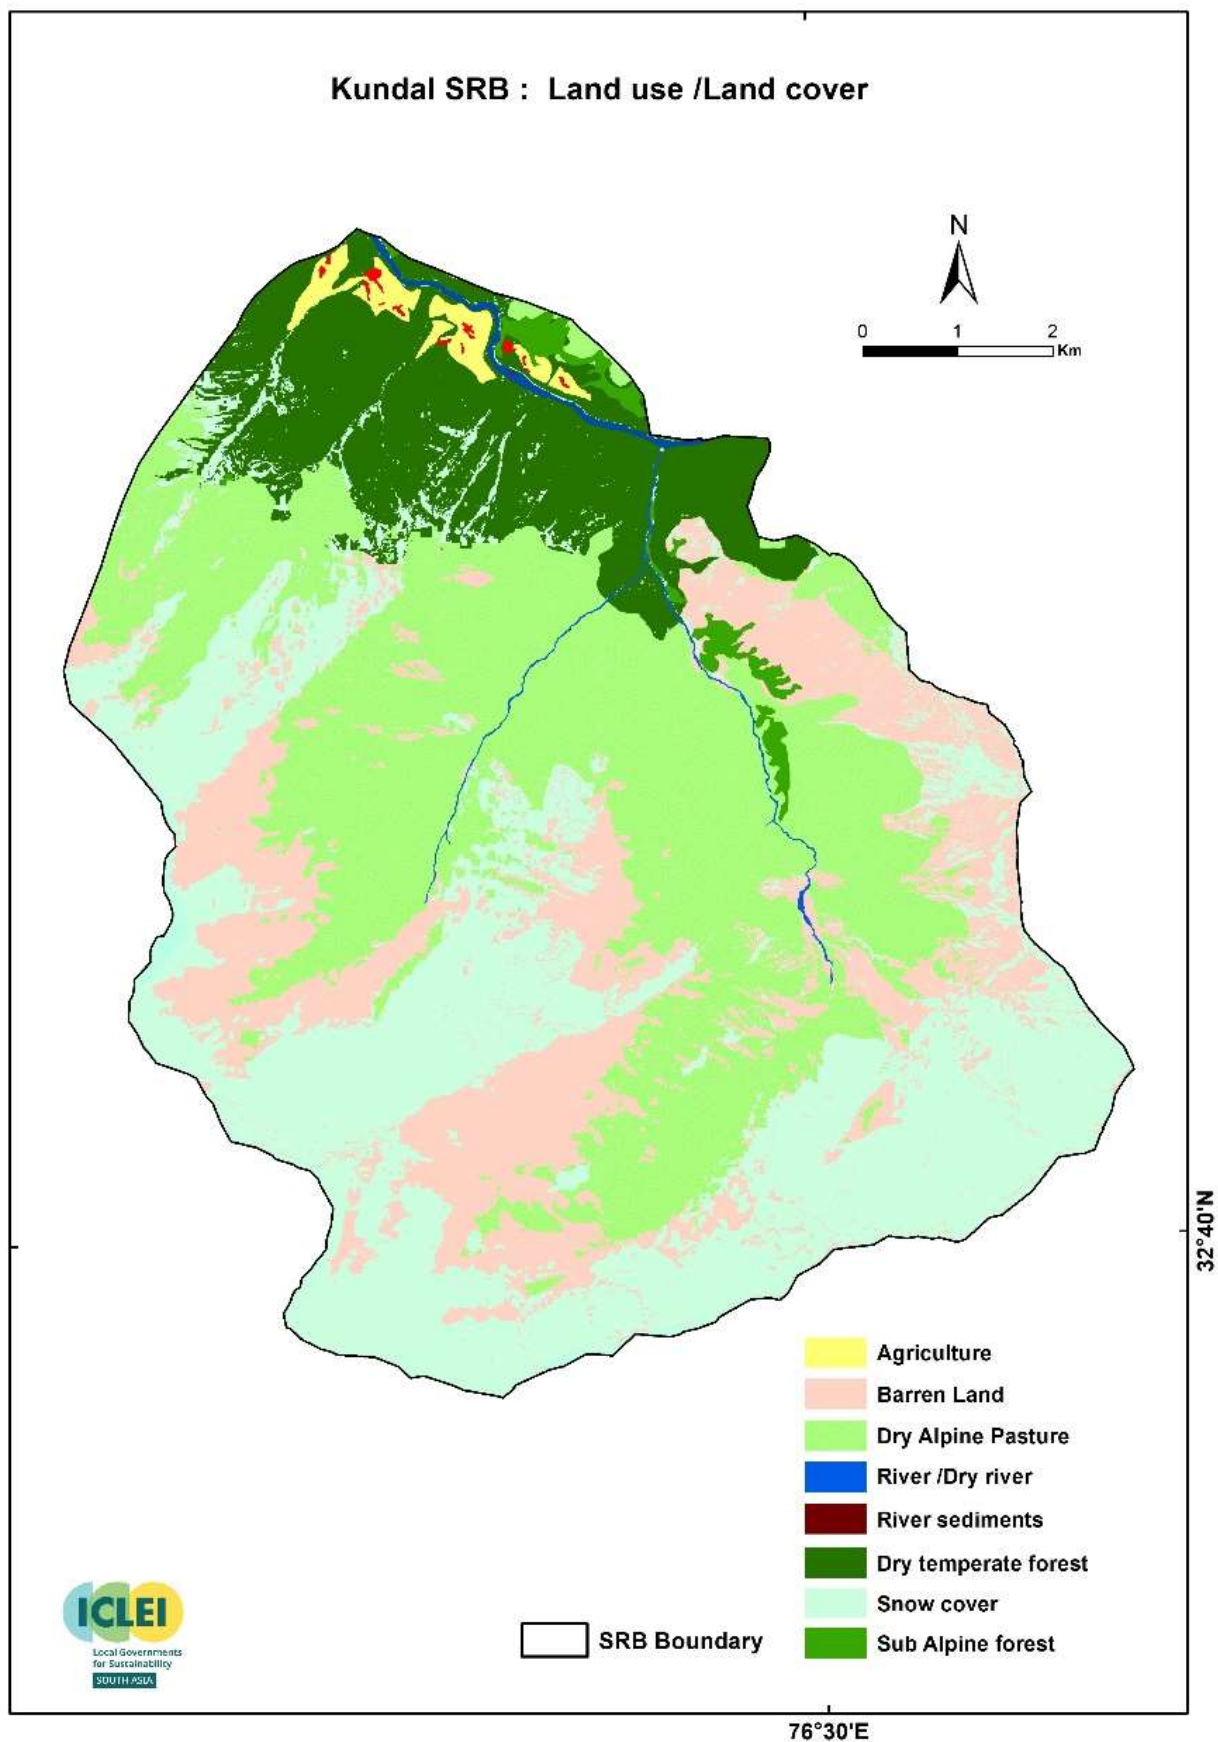 Kundal SRB : Land use /Land cover
N
0 1 2
Km
32°40'N
Agriculture
Barren Land
Dry Alpine Pasture
River /Dry river
River sediments
Dry temperate forest
Snow cover
Sub Alpine forest
SRB Boundary
ICLEI
Local Governments
for Sustainability
SOUTH ASIA
76°30'E